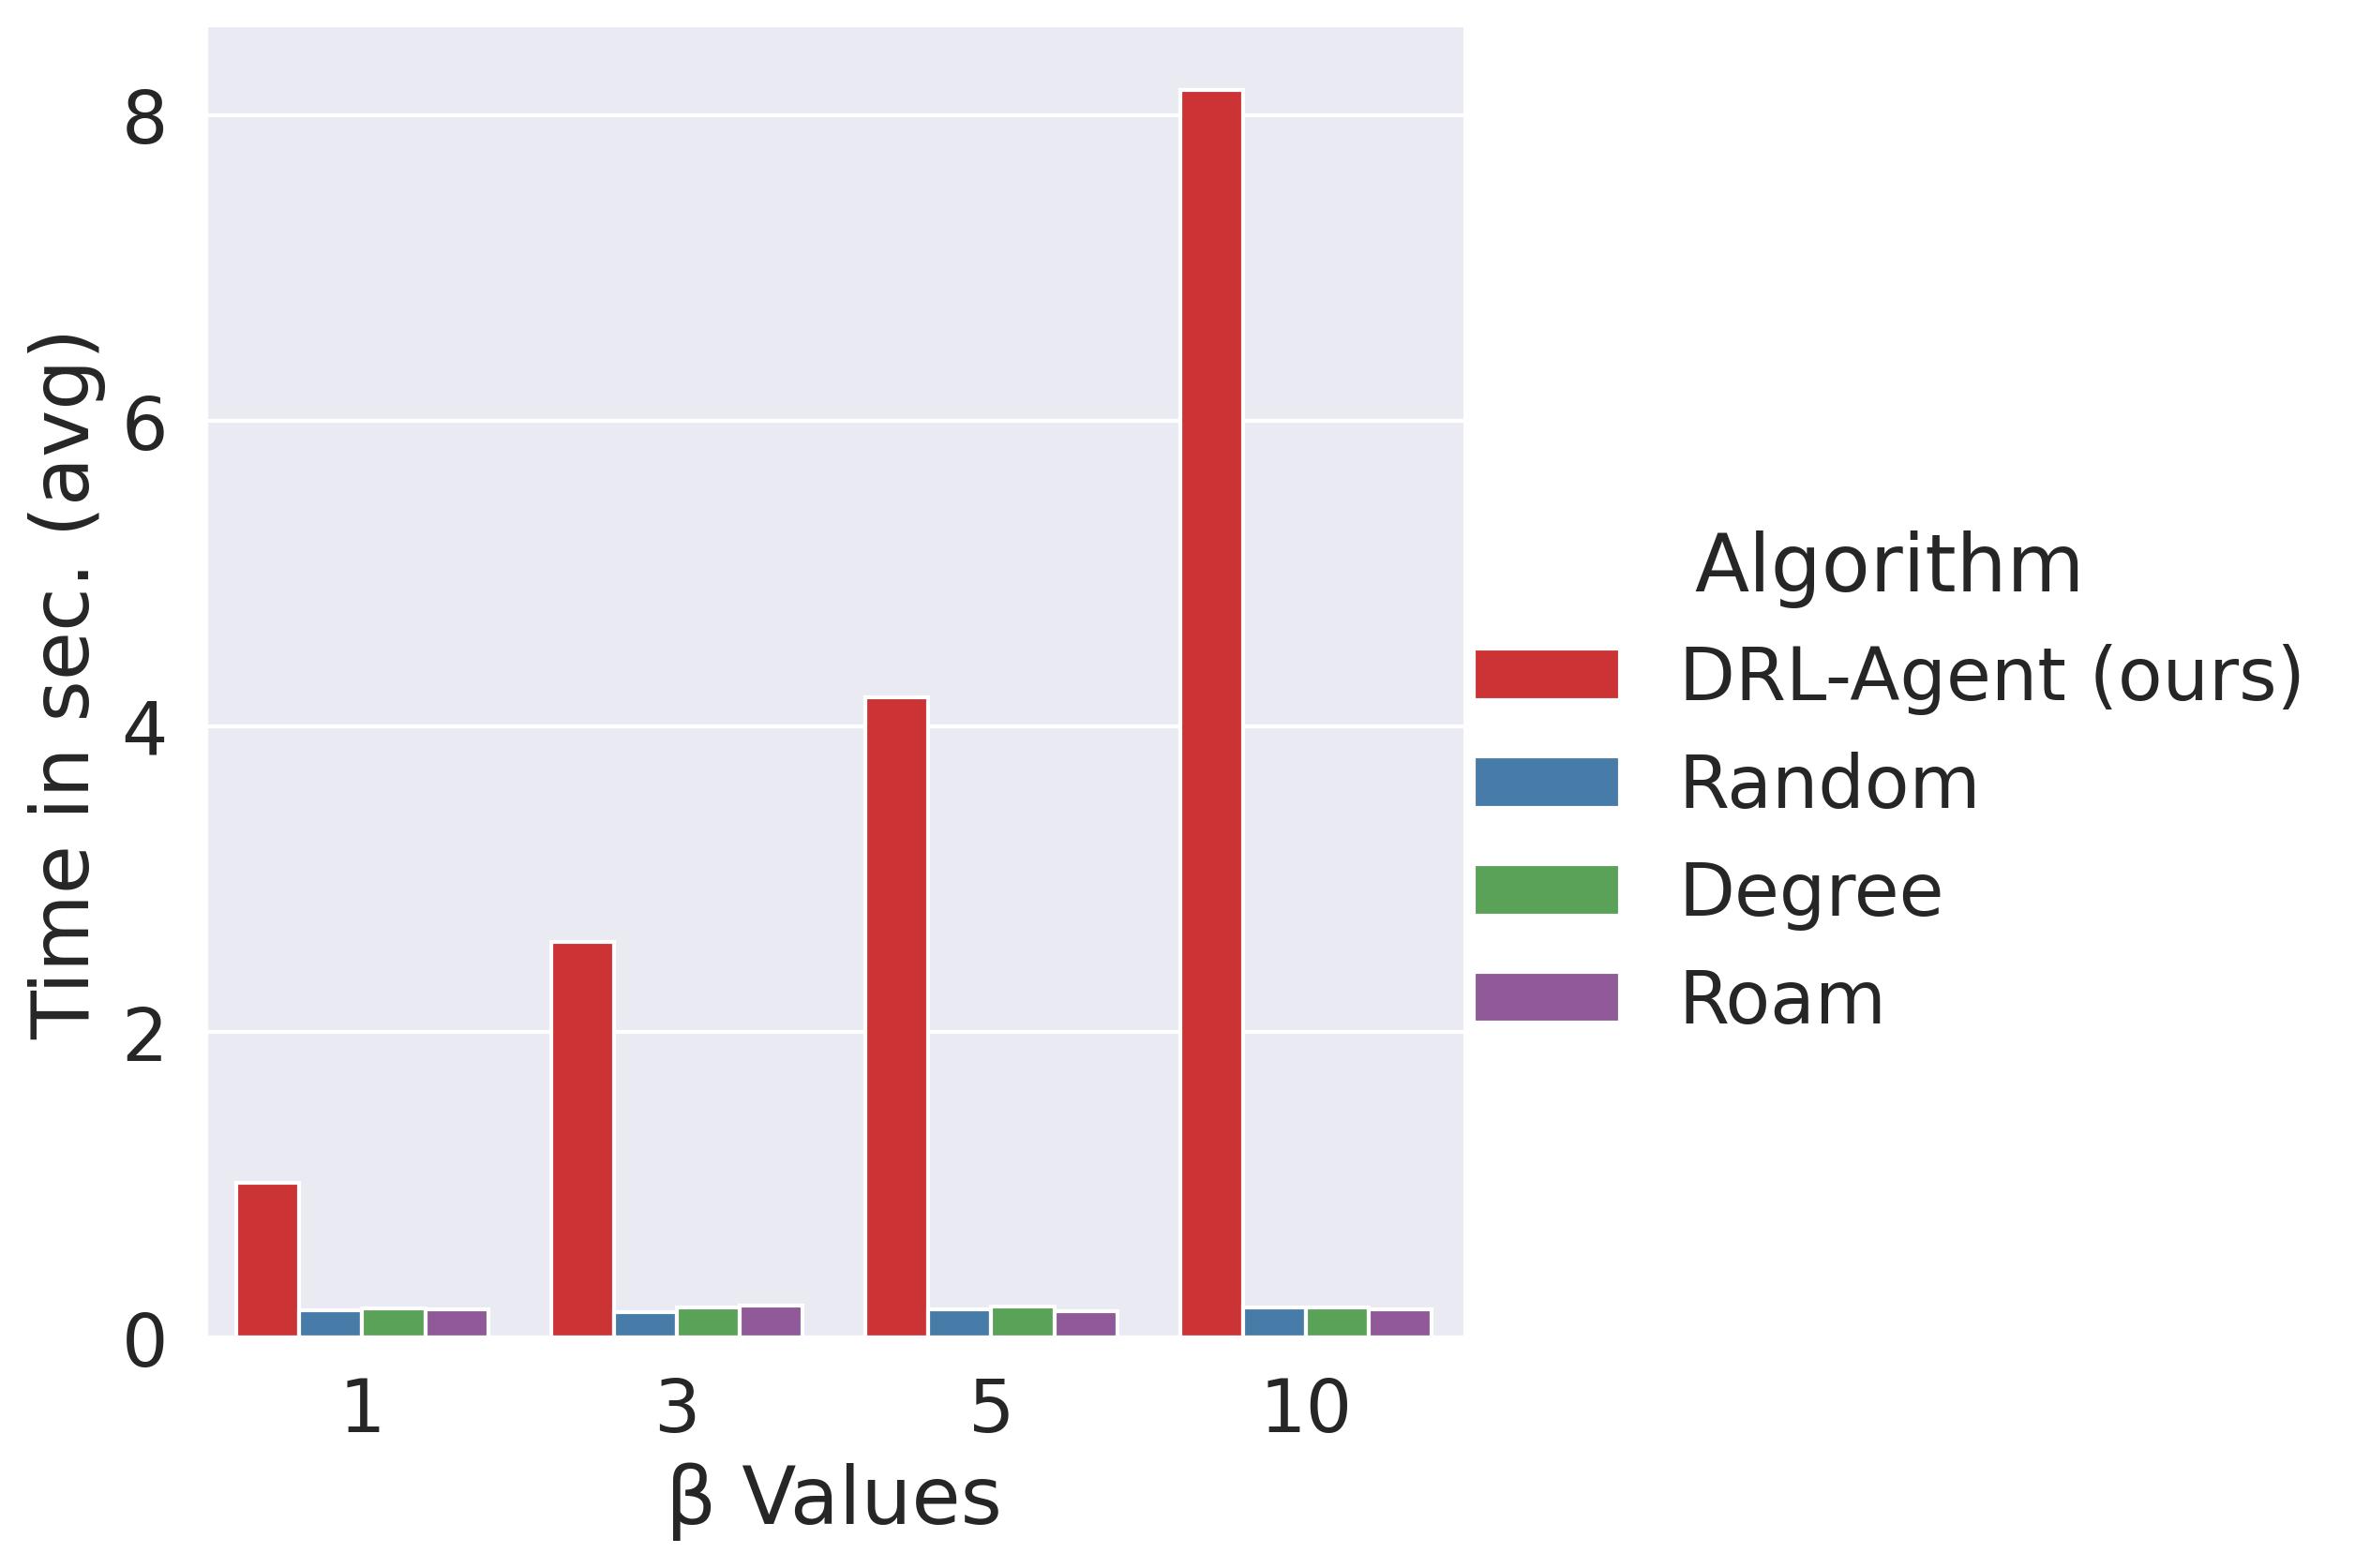 Time in sec. (avg)
8
6
4
2
0
1 3 5 10
β Values
Algorithm
DRL-Agent (ours)
Random
Degree
Roam